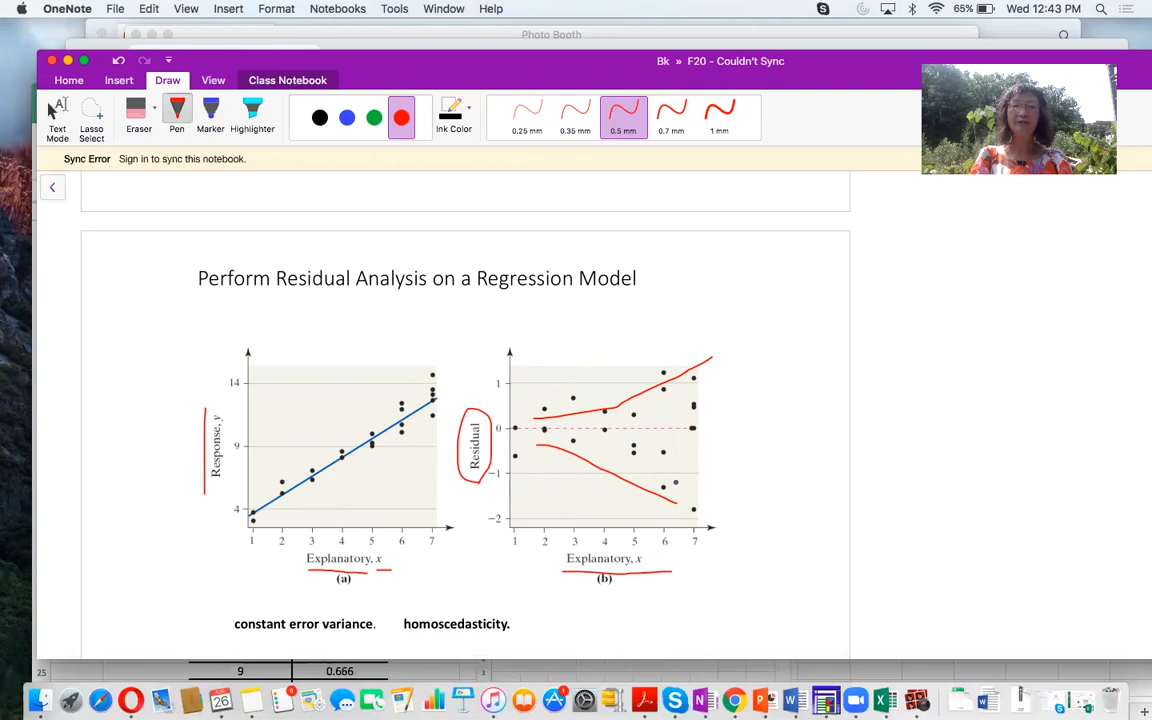 OneNote File Edit View Insert Format Notebooks Tools Window Help 65% Wed 12:43 PM
Photo Booth
Bk » F20 - Couldn't Sync
Home Insert Draw View Class Notebook
Text Mode
Lasso Select
Eraser
Pen
Marker
Highlighter
Ink Color
0.25 mm
0.35 mm
0.5 mm
0.7 mm
1 mm
Sync Error Sign in to sync this notebook.
Perform Residual Analysis on a Regression Model
Response, y
14
9
4
1 2 3 4 5 6 7
Explanatory, x
(a)
Residual
1
0
−1
−2
1 2 3 4 5 6 7
Explanatory, x
(b)
constant error variance. homoscedasticity.
25 9 0.666